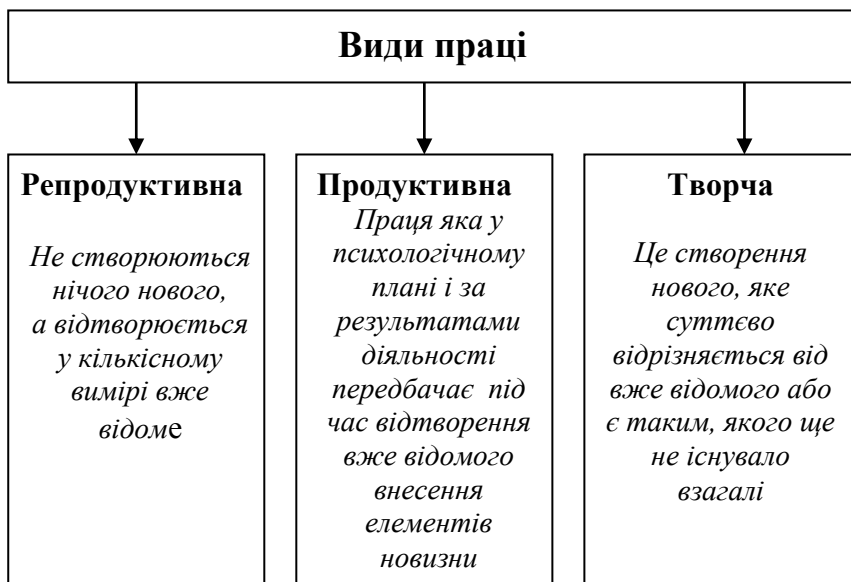 Види праці
Репродуктивна
Не створюються
нічого нового,
а відтворюється
у кількісному
вимірі вже
відоме
Продуктивна
Праця яка у
психологічному
плані і за
результатами
діяльності
передбачає під
час відтворення
вже відомого
внесення
елементів
новизни
Творча
Це створення
нового, яке
суттєво
відрізняється від
вже відомого або
є таким, якого ще
не існувало
взагалі